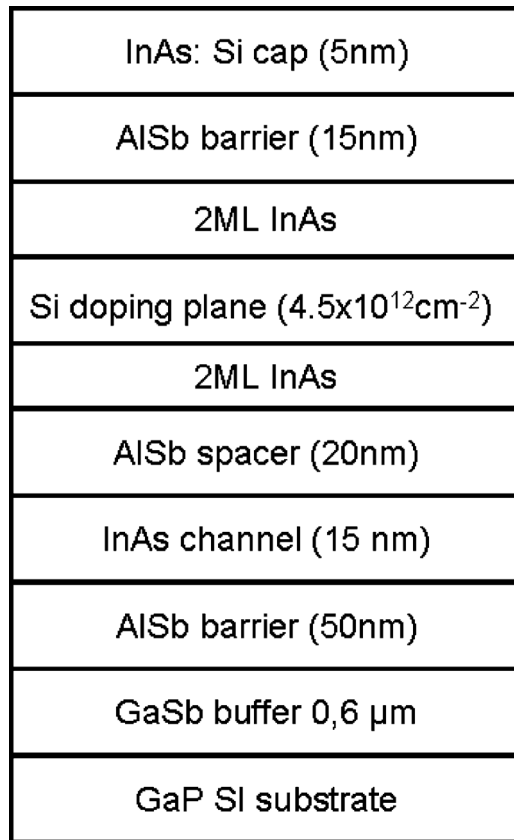 InAs: Si cap (5nm)
AlSb barrier (15nm)
2ML InAs
Si doping plane (4.5x10¹²cm⁻²)
2ML InAs
AlSb spacer (20nm)
InAs channel (15 nm)
AlSb barrier (50nm)
GaSb buffer 0,6 µm
GaP SI substrate